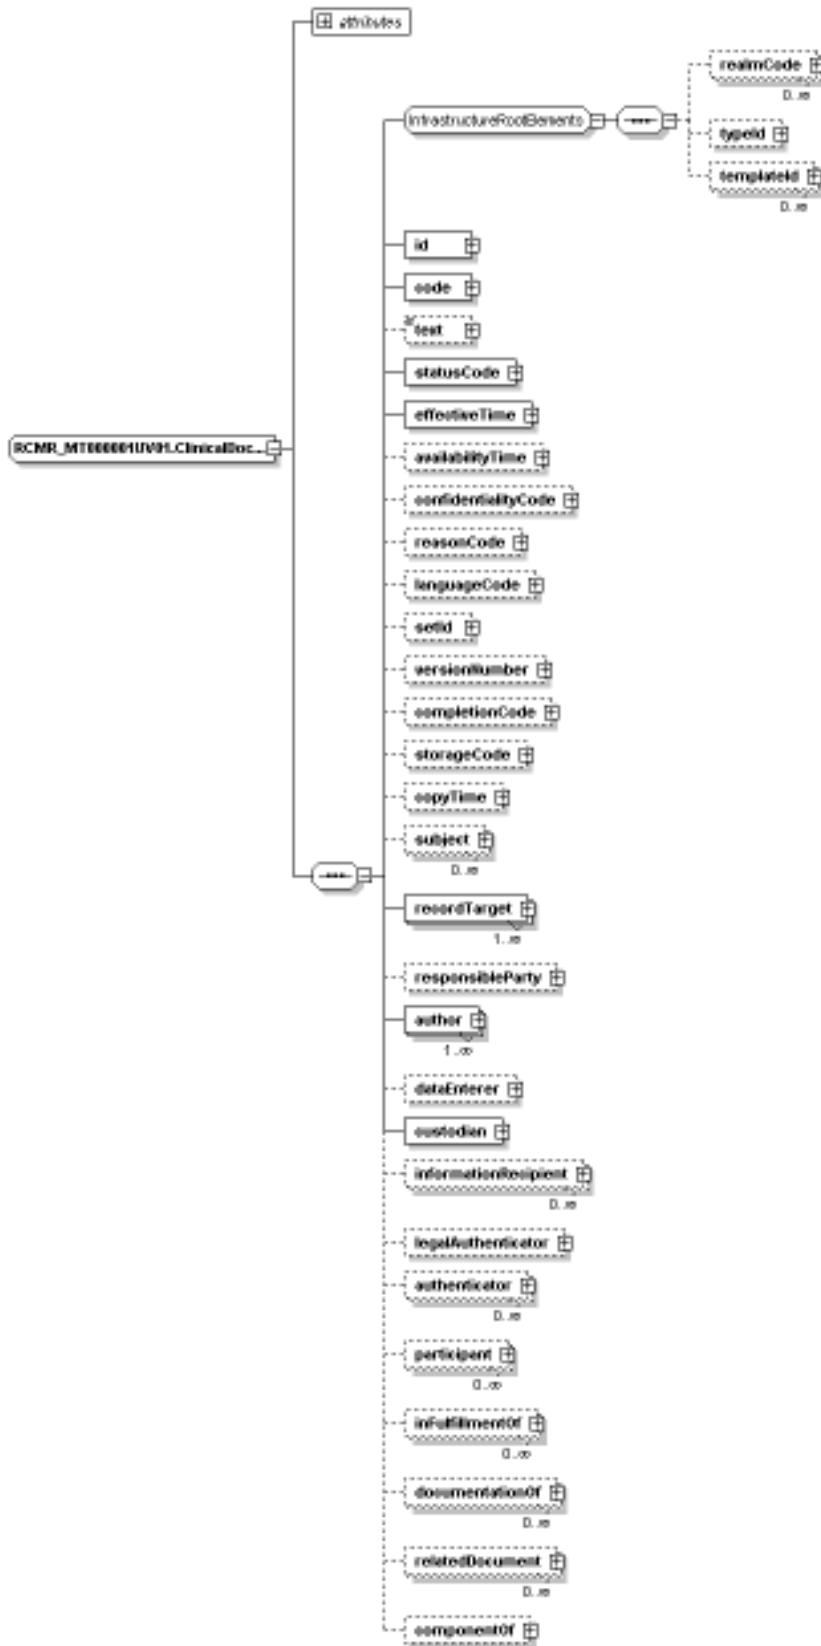 attributes
realmCode
0..∞
InfrastructureRootElements
typeId
templateId
0..∞
id
code
text
statusCode
effectiveTime
RCMR_MT000001UV01.ClinicalDoc...
availabilityTime
confidentialityCode
reasonCode
languageCode
setId
versionNumber
completionCode
storageCode
copyTime
subject
0..∞
recordTarget
1..∞
responsibleParty
author
1..∞
dataEnterer
custodian
informationRecipient
0..∞
legalAuthenticator
authenticator
0..∞
participant
0..∞
inFulfillmentOf
0..∞
documentationOf
0..∞
relatedDocument
0..∞
componentOf